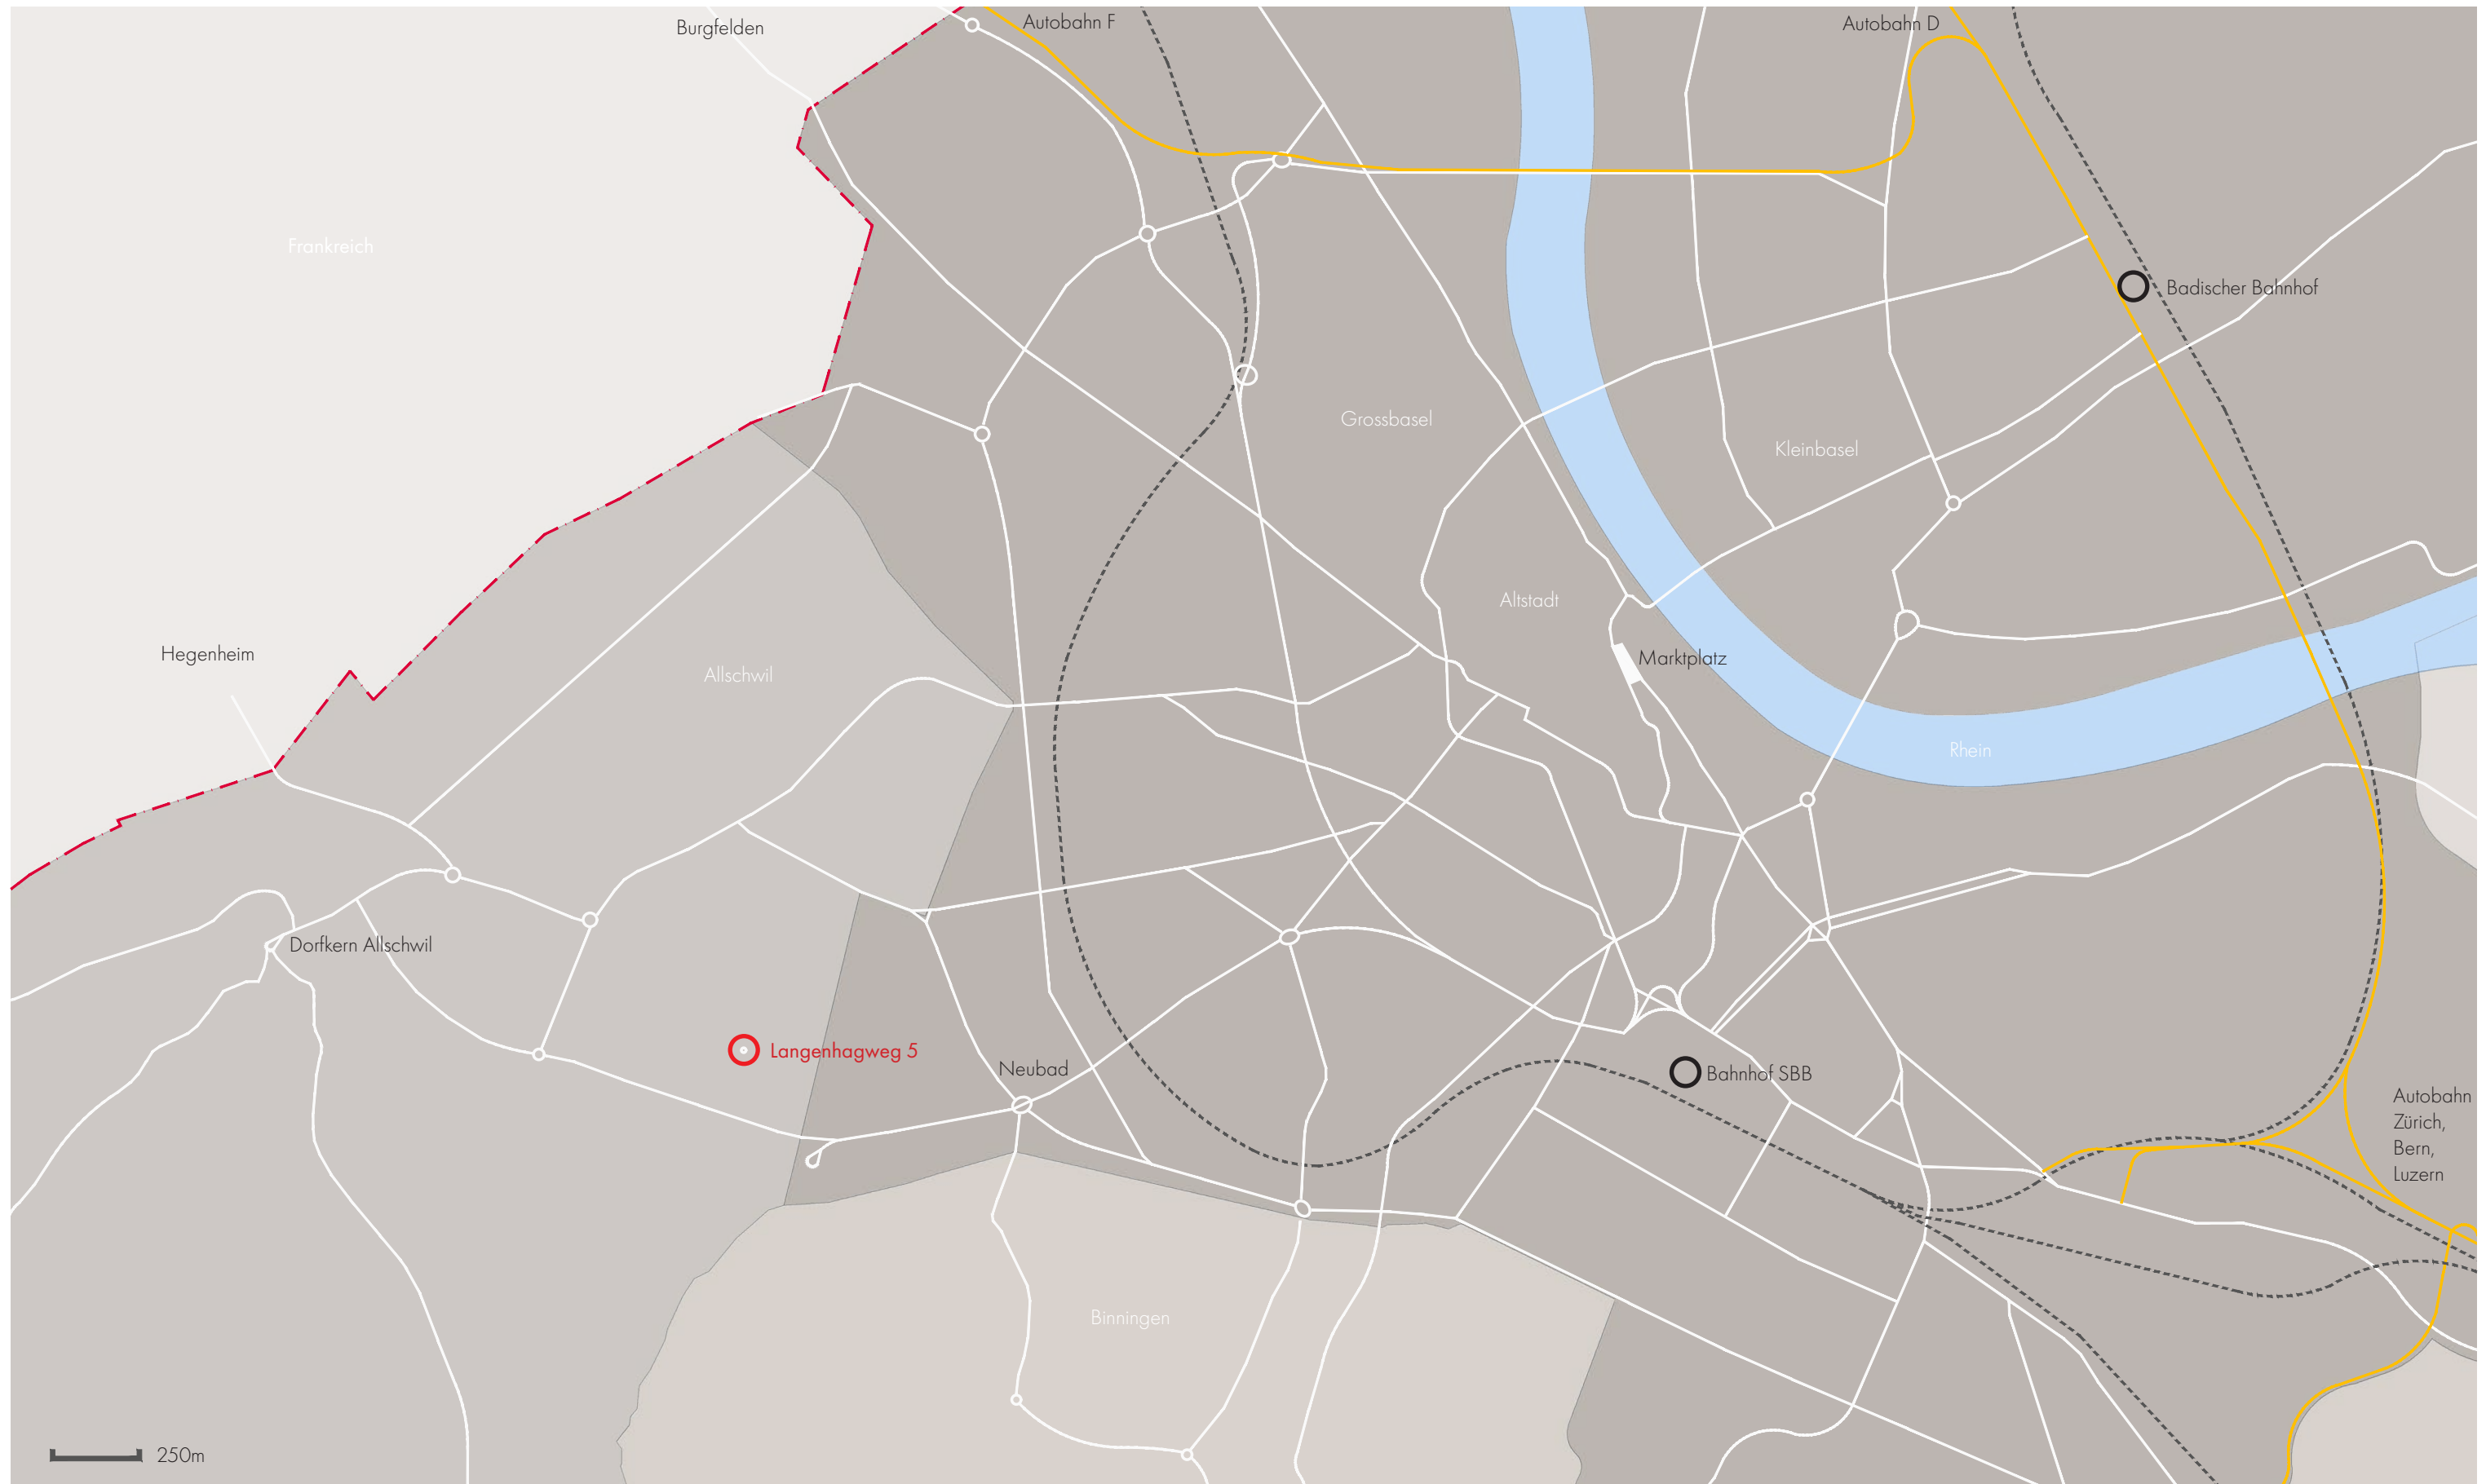 Burgfelden
Autobahn F
Autobahn D
Frankreich
Badischer Bahnhof
Grossbasel
Kleinbasel
Altstadt
Hegenheim
Marktplatz
Allschwil
Rhein
Dorfkern Allschwil
Langenhagweg 5
Neubad
Bahnhof SBB
Autobahn
Zürich,
Bern,
Luzern
Binningen
250m